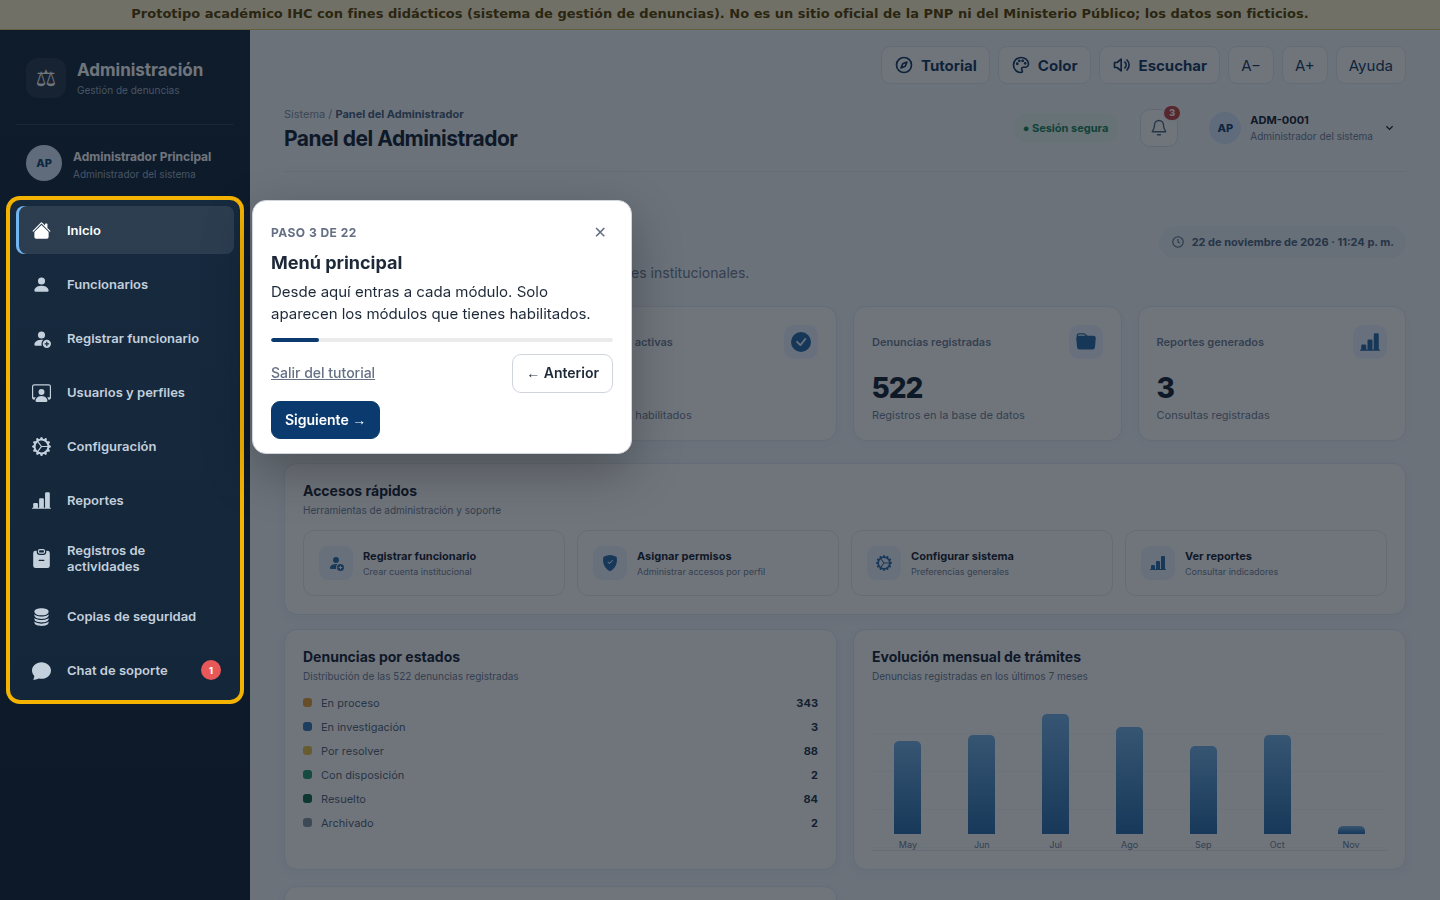 Prototipo académico IHC con fines didácticos (sistema de gestión de denuncias). No es un sitio oficial de la PNP ni del Ministerio Público; los datos son ficticios.
Administración
Gestión de denuncias
Administrador Principal
Administrador del sistema
AP
Inicio
Funcionarios
Registrar funcionario
Usuarios y perfiles
Configuración
Reportes
Registros de
actividades
Copias de seguridad
Chat de soporte
1
Tutorial
Color
Escuchar
A−
A+
Ayuda
Sistema / Panel del Administrador
Panel del Administrador
Sesión segura
3
AP
ADM-0001
Administrador del sistema
PASO 3 DE 22
✕
Menú principal
Desde aquí entras a cada módulo. Solo
aparecen los módulos que tienes habilitados.
Salir del tutorial
← Anterior
Siguiente →
22 de noviembre de 2026 · 11:24 p. m.
es institucionales.
activas
habilitados
Denuncias registradas
522
Registros en la base de datos
Reportes generados
3
Consultas registradas
Accesos rápidos
Herramientas de administración y soporte
Registrar funcionario
Crear cuenta institucional
Asignar permisos
Administrar accesos por perfil
Configurar sistema
Preferencias generales
Ver reportes
Consultar indicadores
Denuncias por estados
Distribución de las 522 denuncias registradas
En proceso 343
En investigación 3
Por resolver 88
Con disposición 2
Resuelto 84
Archivado 2
Evolución mensual de trámites
Denuncias registradas en los últimos 7 meses
May Jun Jul Ago Sep Oct Nov